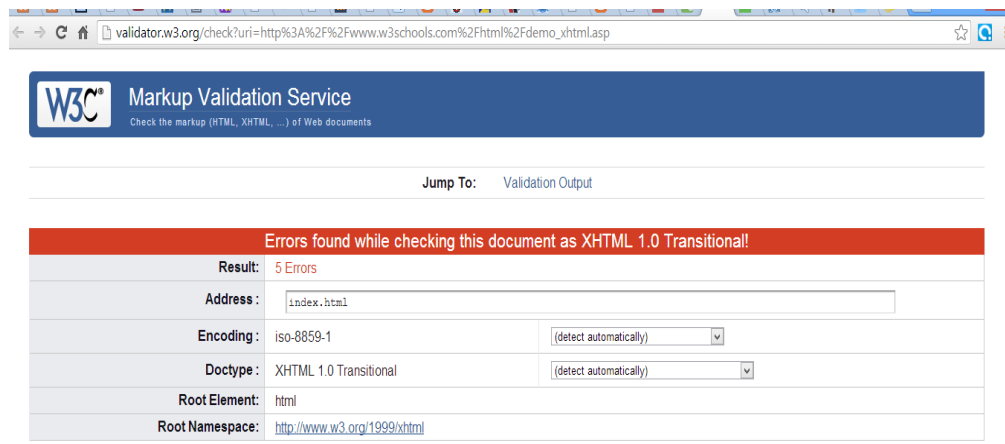 validator.w3.org/check?uri=http%3A%2F%2Fwww.w3schools.com%2Fhtml%2Fdemo_xhtml.asp
W3C® Markup Validation Service
Check the markup (HTML, XHTML, ...) of Web documents
Jump To: Validation Output
Errors found while checking this document as XHTML 1.0 Transitional!
Result: 5 Errors
Address : index.html
Encoding : iso-8859-1 (detect automatically)
Doctype : XHTML 1.0 Transitional (detect automatically)
Root Element: html
Root Namespace: http://www.w3.org/1999/xhtml